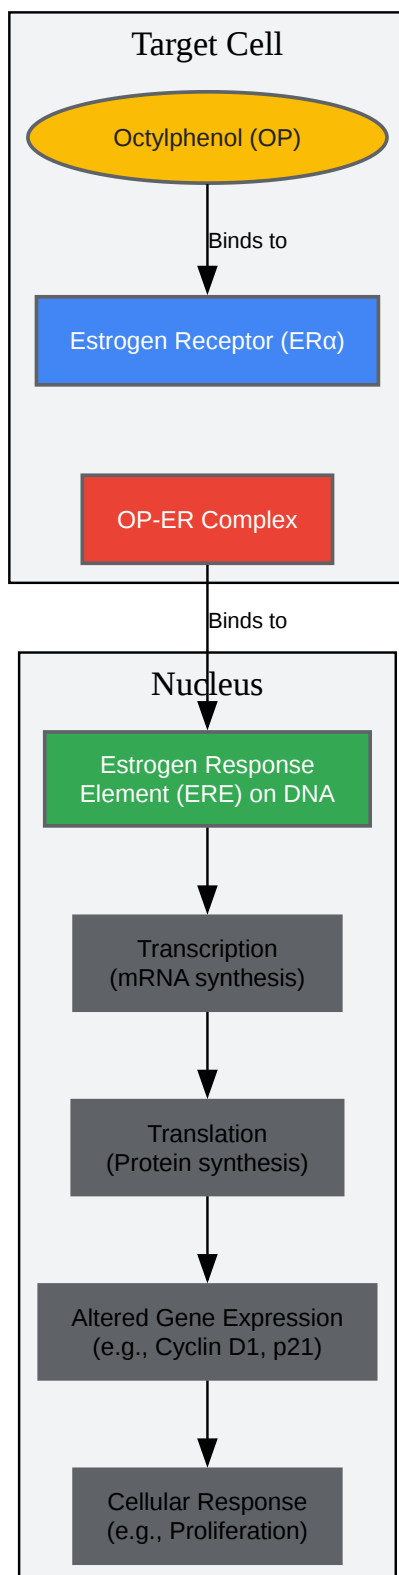 Target Cell
Octylphenol (OP)
Binds to
Estrogen Receptor (ERα)
OP-ER Complex
Binds to
Nucleus
Estrogen Response
Element (ERE) on DNA
Transcription
(mRNA synthesis)
Translation
(Protein synthesis)
Altered Gene Expression
(e.g., Cyclin D1, p21)
Cellular Response
(e.g., Proliferation)